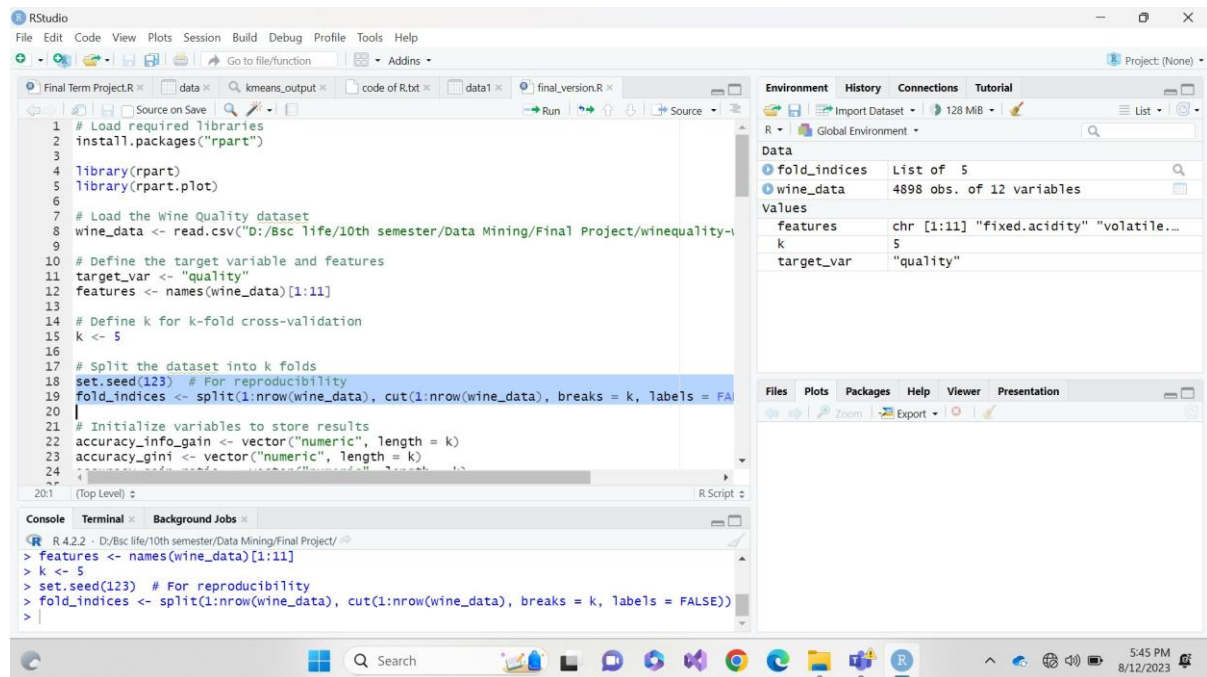 RStudio
File Edit Code View Plots Session Build Debug Profile Tools Help
Go to file/function Addins Project: (None)
Final Term Project.R data kmeans_output code of R.txt data1 final_version.R
Source on Save Run Source
1 # Load required libraries
2 install.packages("rpart")
3
4 library(rpart)
5 library(rpart.plot)
6
7 # Load the Wine Quality dataset
8 wine_data <- read.csv("D:/Bsc life/10th semester/Data Mining/Final Project/winequality-
9
10 # Define the target variable and features
11 target_var <- "quality"
12 features <- names(wine_data)[1:11]
13
14 # Define k for k-fold cross-validation
15 k <- 5
16
17 # Split the dataset into k folds
18 set.seed(123)  # For reproducibility
19 fold_indices <- split(1:nrow(wine_data), cut(1:nrow(wine_data), breaks = k, labels = FA
20
21 # Initialize variables to store results
22 accuracy_info_gain <- vector("numeric", length = k)
23 accuracy_gini <- vector("numeric", length = k)
24
20:1 (Top Level) R Script
Console Terminal Background Jobs
R 4.2.2 · D:/Bsc life/10th semester/Data Mining/Final Project/
> features <- names(wine_data)[1:11]
> k <- 5
> set.seed(123)  # For reproducibility
> fold_indices <- split(1:nrow(wine_data), cut(1:nrow(wine_data), breaks = k, labels = FALSE))
>
Environment History Connections Tutorial
Import Dataset 128 MiB List
R Global Environment
Data
fold_indices List of 5
wine_data 4898 obs. of 12 variables
Values
features chr [1:11] "fixed.acidity" "volatile....
k 5
target_var "quality"
Files Plots Packages Help Viewer Presentation
Zoom Export
Search
5:45 PM
8/12/2023